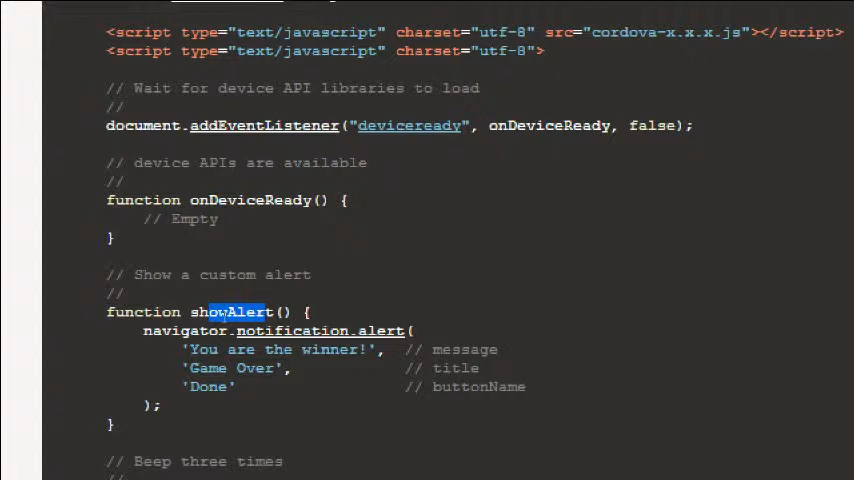 <script type="text/javascript" charset="utf-8" src="cordova-x.x.x.js"></script>
<script type="text/javascript" charset="utf-8">
// Wait for device API libraries to load
//
document.addEventListener("deviceready", onDeviceReady, false);
// device APIs are available
//
function onDeviceReady() {
// Empty
}
// Show a custom alert
//
function showAlert() {
navigator.notification.alert(
'You are the winner!', // message
'Game Over', // title
'Done' // buttonName
);
}
// Beep three times
//